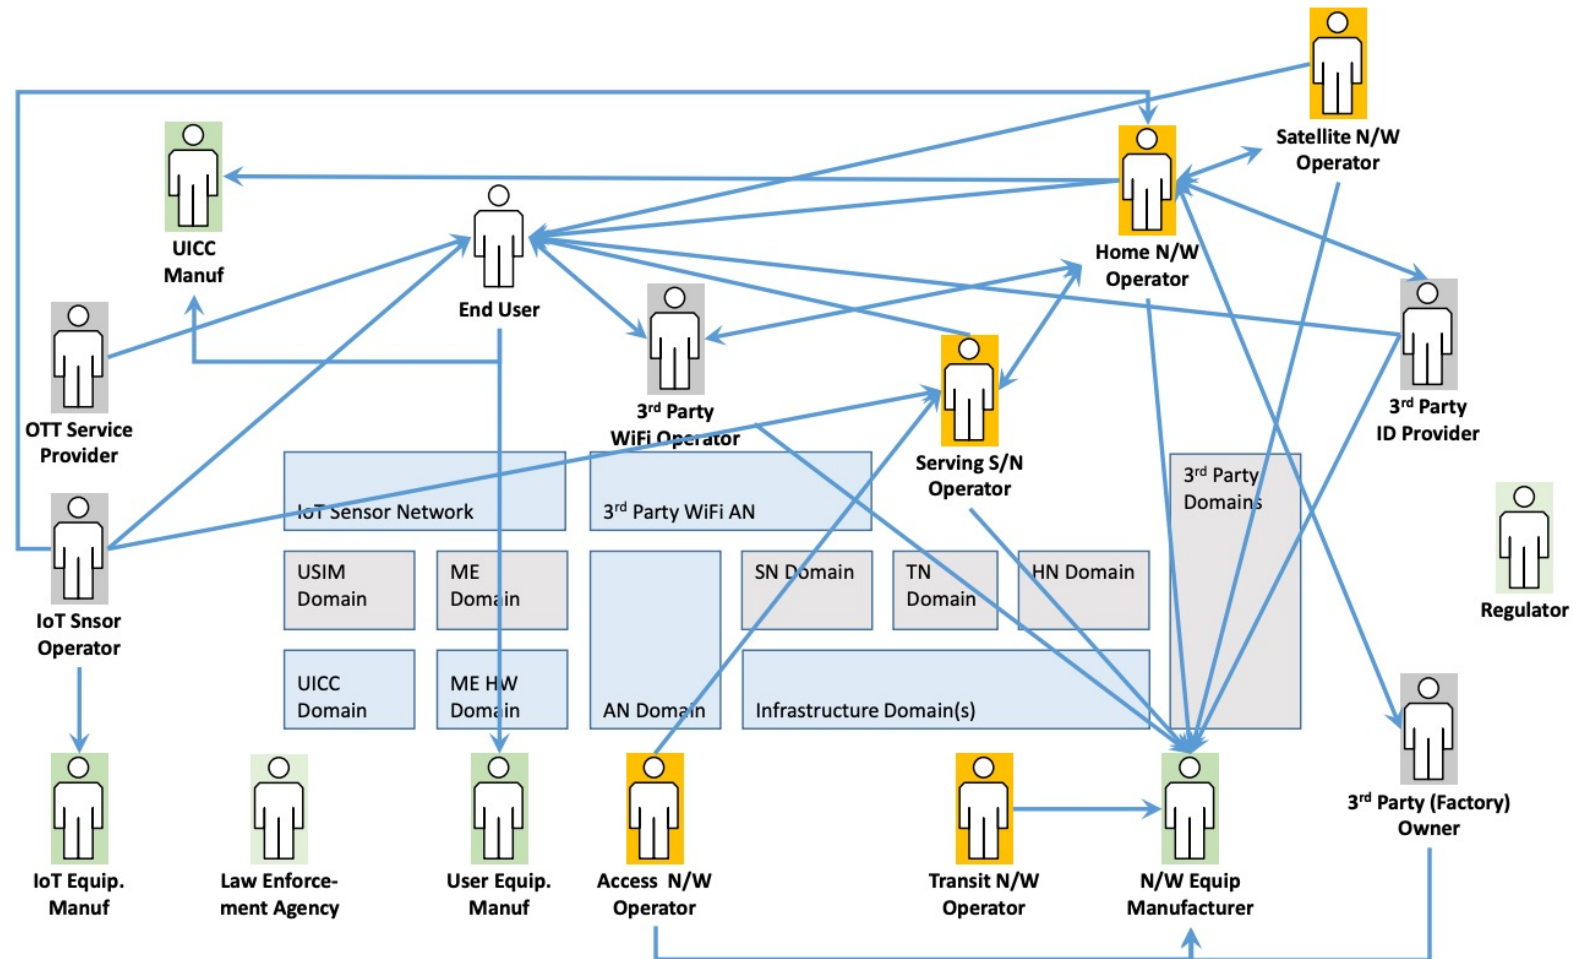 Satellite N/W
Operator
UICC
Manuf
End User
Home N/W
Operator
OTT Service
Provider
3rd Party
WiFi Operator
Serving S/N
Operator
3rd Party
ID Provider
IoT Sensor Network
3rd Party WiFi AN
3rd Party
Domains
USIM
Domain
ME
Domain
SN Domain
TN
Domain
HN Domain
IoT Snsor
Operator
Regulator
UICC
Domain
ME HW
Domain
AN Domain
Infrastructure Domain(s)
3rd Party (Factory)
Owner
IoT Equip.
Manuf
Law Enforce-
ment Agency
User Equip.
Manuf
Access N/W
Operator
Transit N/W
Operator
N/W Equip
Manufacturer